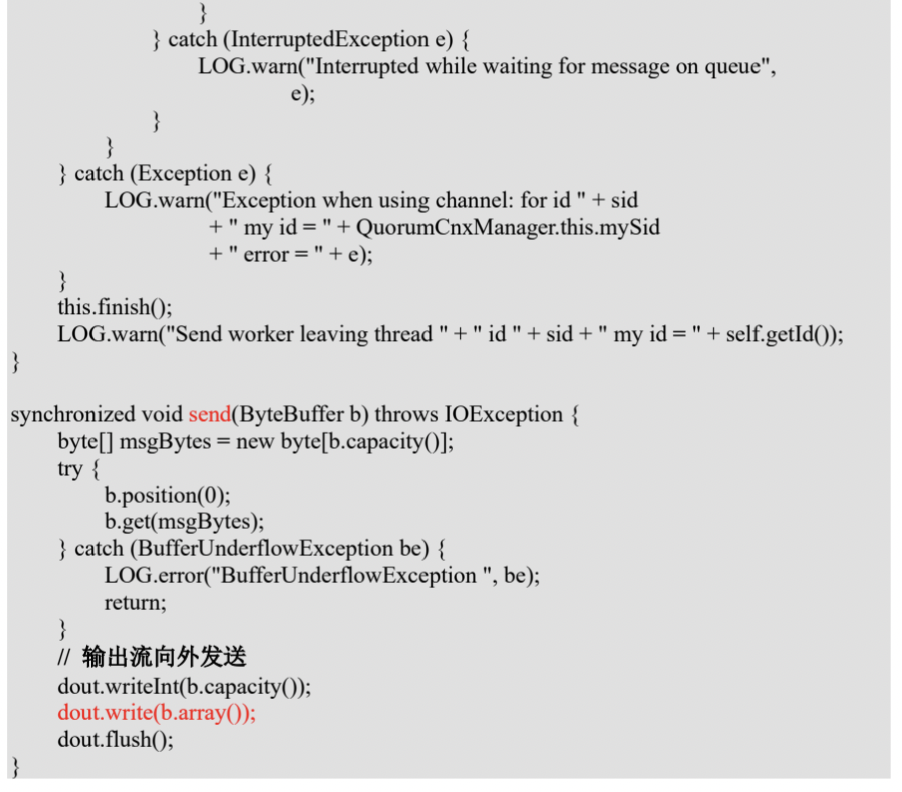 }
            } catch (InterruptedException e) {
                LOG.warn("Interrupted while waiting for message on queue",
                        e);
            }
        }
    } catch (Exception e) {
        LOG.warn("Exception when using channel: for id " + sid
                + " my id = " + QuorumCnxManager.this.mySid
                + " error = " + e);
    }
    this.finish();
    LOG.warn("Send worker leaving thread " + " id " + sid + " my id = " + self.getId());
}

synchronized void send(ByteBuffer b) throws IOException {
    byte[] msgBytes = new byte[b.capacity()];
    try {
        b.position(0);
        b.get(msgBytes);
    } catch (BufferUnderflowException be) {
        LOG.error("BufferUnderflowException ", be);
        return;
    }
    // 输出流向外发送
    dout.writeInt(b.capacity());
    dout.write(b.array());
    dout.flush();
}